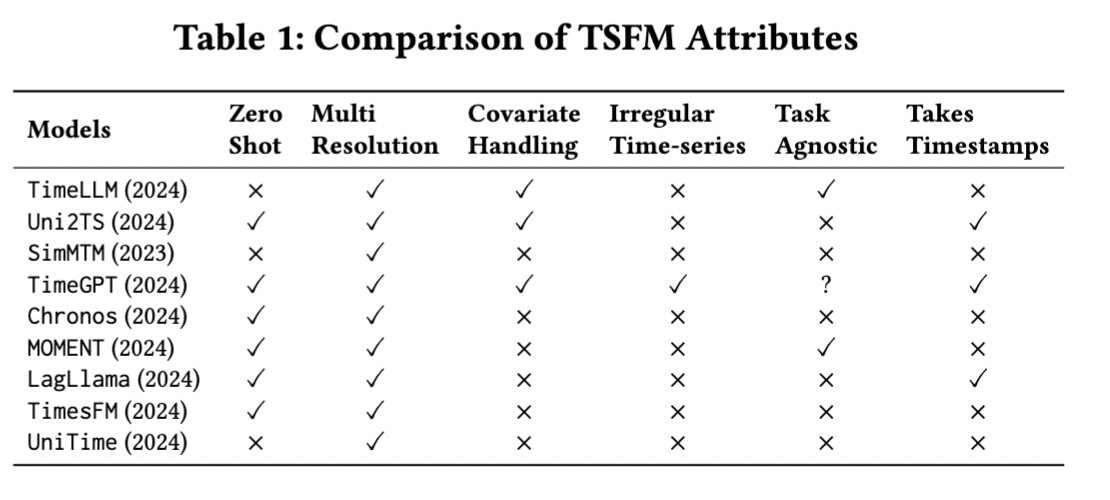 Table 1: Comparison of TSFM Attributes
Models Zero Shot Multi Resolution Covariate Handling Irregular Time-series Task Agnostic Takes Timestamps
TimeLLM (2024) × ✓ ✓ × ✓ ×
Uni2TS (2024) ✓ ✓ ✓ × × ✓
SimMTM (2023) × ✓ × × × ×
TimeGPT (2024) ✓ ✓ ✓ ✓ ? ✓
Chronos (2024) ✓ ✓ × × × ×
MOMENT (2024) ✓ ✓ × × ✓ ×
LagLlama (2024) ✓ ✓ × × × ✓
TimesFM (2024) ✓ ✓ × × × ×
UniTime (2024) × ✓ × × × ×